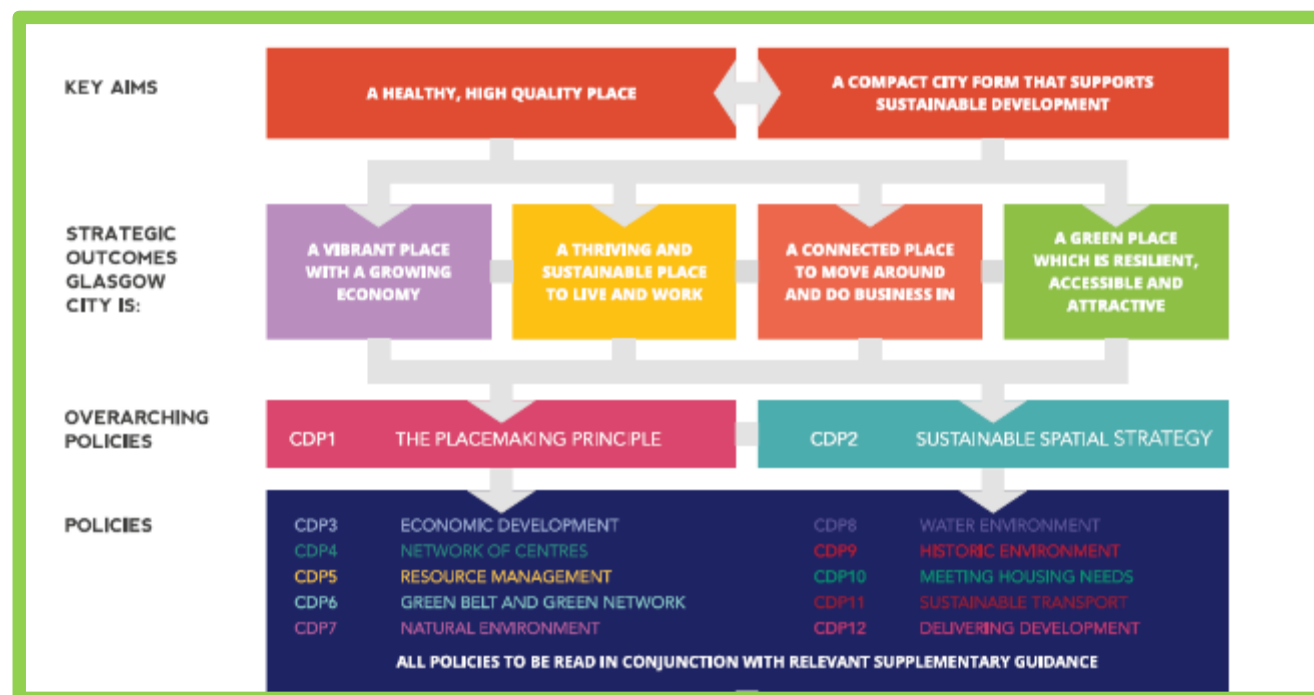 KEY AIMS
A HEALTHY, HIGH QUALITY PLACE
A COMPACT CITY FORM THAT SUPPORTS
SUSTAINABLE DEVELOPMENT
STRATEGIC
OUTCOMES
GLASGOW
CITY IS:
A VIBRANT PLACE
WITH A GROWING
ECONOMY
A THRIVING AND
SUSTAINABLE PLACE
TO LIVE AND WORK
A CONNECTED PLACE
TO MOVE AROUND
AND DO BUSINESS IN
A GREEN PLACE
WHICH IS RESILIENT,
ACCESSIBLE AND
ATTRACTIVE
OVERARCHING
POLICIES
CDP1 THE PLACEMAKING PRINCIPLE
CDP2 SUSTAINABLE SPATIAL STRATEGY
POLICIES
CDP3 ECONOMIC DEVELOPMENT
CDP4 NETWORK OF CENTRES
CDP5 RESOURCE MANAGEMENT
CDP6 GREEN BELT AND GREEN NETWORK
CDP7 NATURAL ENVIRONMENT
CDP8 WATER ENVIRONMENT
CDP9 HISTORIC ENVIRONMENT
CDP10 MEETING HOUSING NEEDS
CDP11 SUSTAINABLE TRANSPORT
CDP12 DELIVERING DEVELOPMENT
ALL POLICIES TO BE READ IN CONJUNCTION WITH RELEVANT SUPPLEMENTARY GUIDANCE